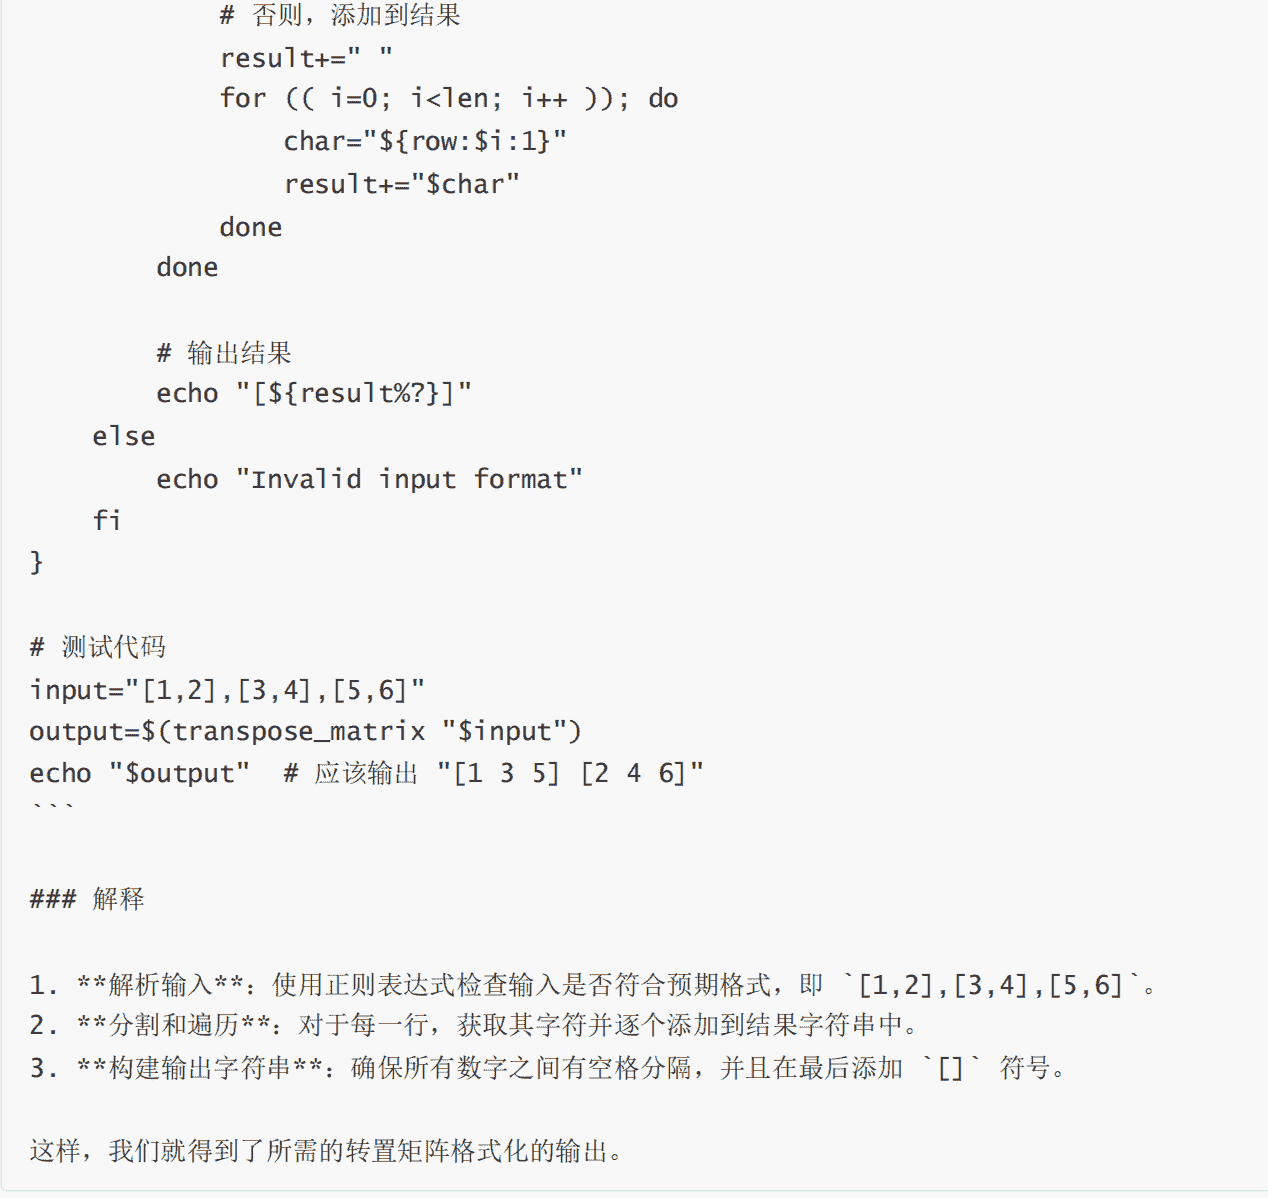 # 否则，添加到结果
result+=" "
for (( i=0; i<len; i++ )); do
char="${row:$i:1}"
result+="$char"
done
done
# 输出结果
echo "[${result%?}]"
else
echo "Invalid input format"
fi
}
# 测试代码
input="[1,2],[3,4],[5,6]"
output=$(transpose_matrix "$input")
echo "$output"  # 应该输出 "[1 3 5] [2 4 6]"
```
### 解释
1. **解析输入**：使用正则表达式检查输入是否符合预期格式，即 `[1,2],[3,4],[5,6]`。
2. **分割和遍历**：对于每一行，获取其字符并逐个添加到结果字符串中。
3. **构建输出字符串**：确保所有数字之间有空格分隔，并且在最后添加 `[]` 符号。
这样，我们就得到了所需的转置矩阵格式化的输出。